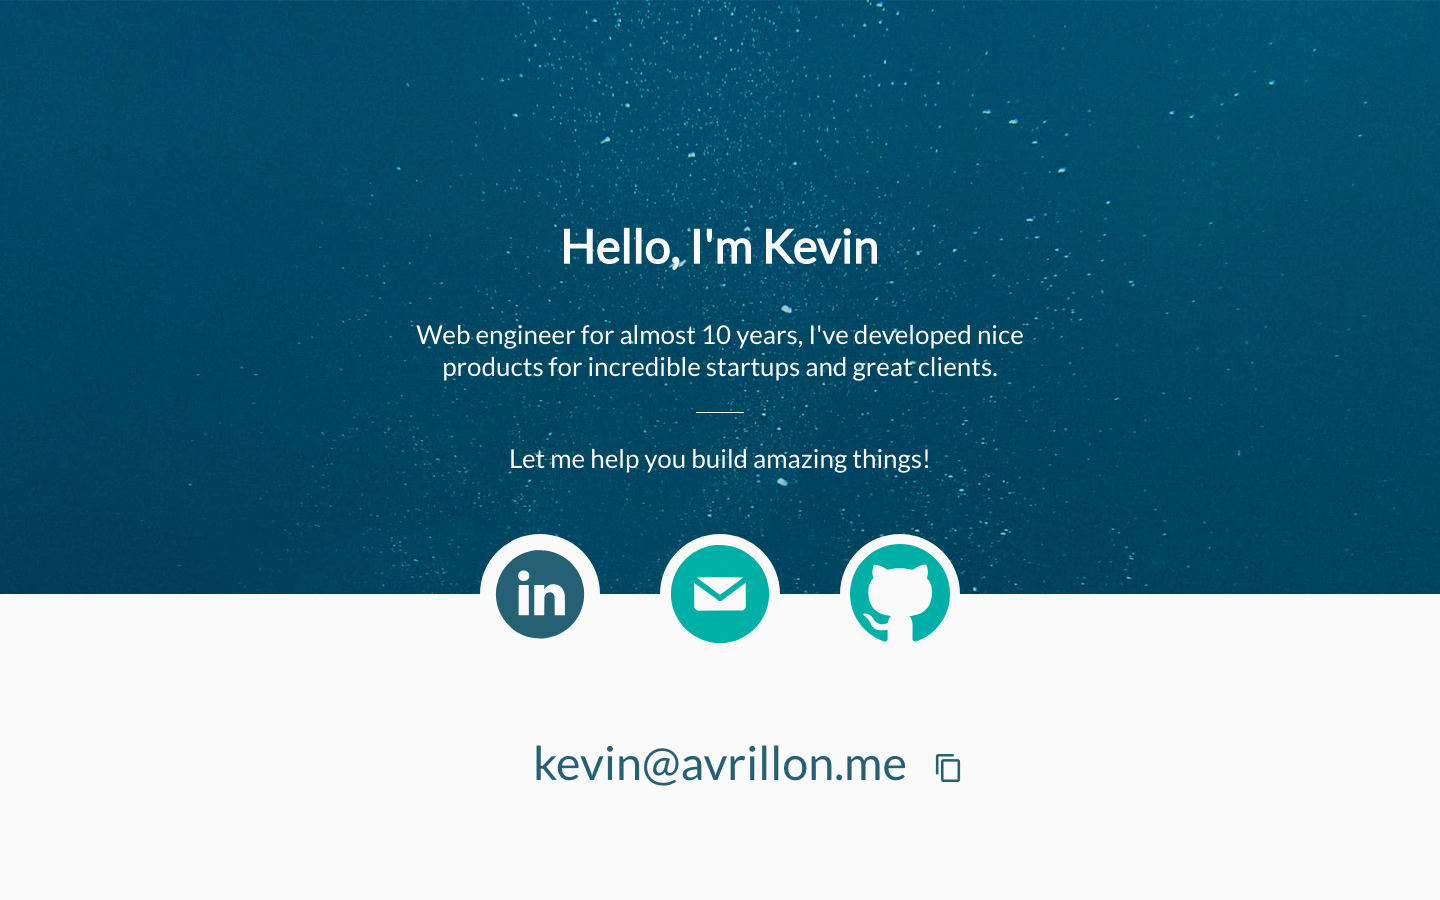 Hello, I'm Kevin
Web engineer for almost 10 years, I've developed nice
products for incredible startups and great clients.
Let me help you build amazing things!
in
kevin@avrillon.me